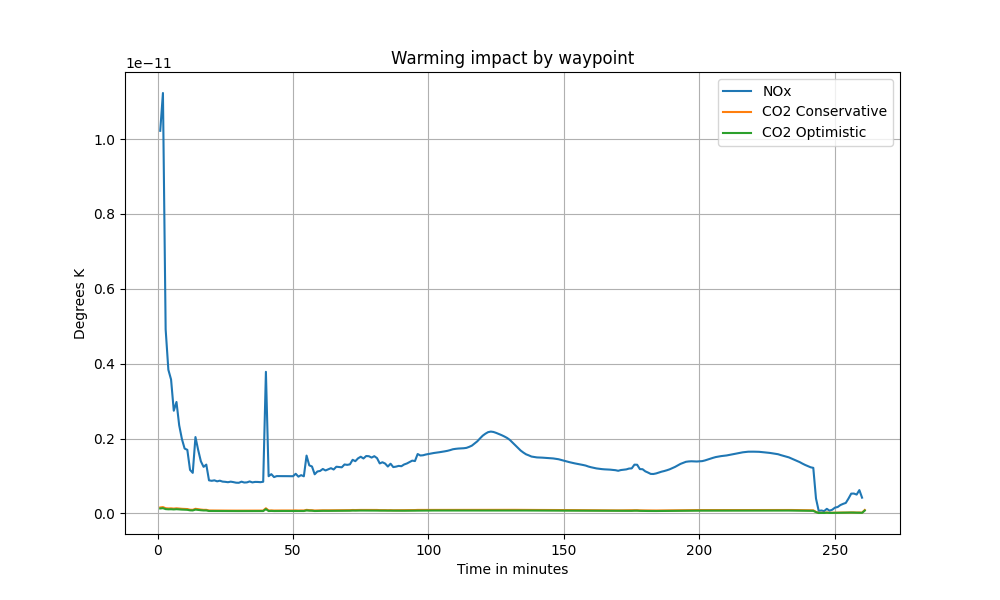 Warming impact by waypoint
1e−11
NOx
CO2 Conservative
CO2 Optimistic
1.0
0.8
0.6
0.4
0.2
0.0
Degrees K
0 50 100 150 200 250
Time in minutes